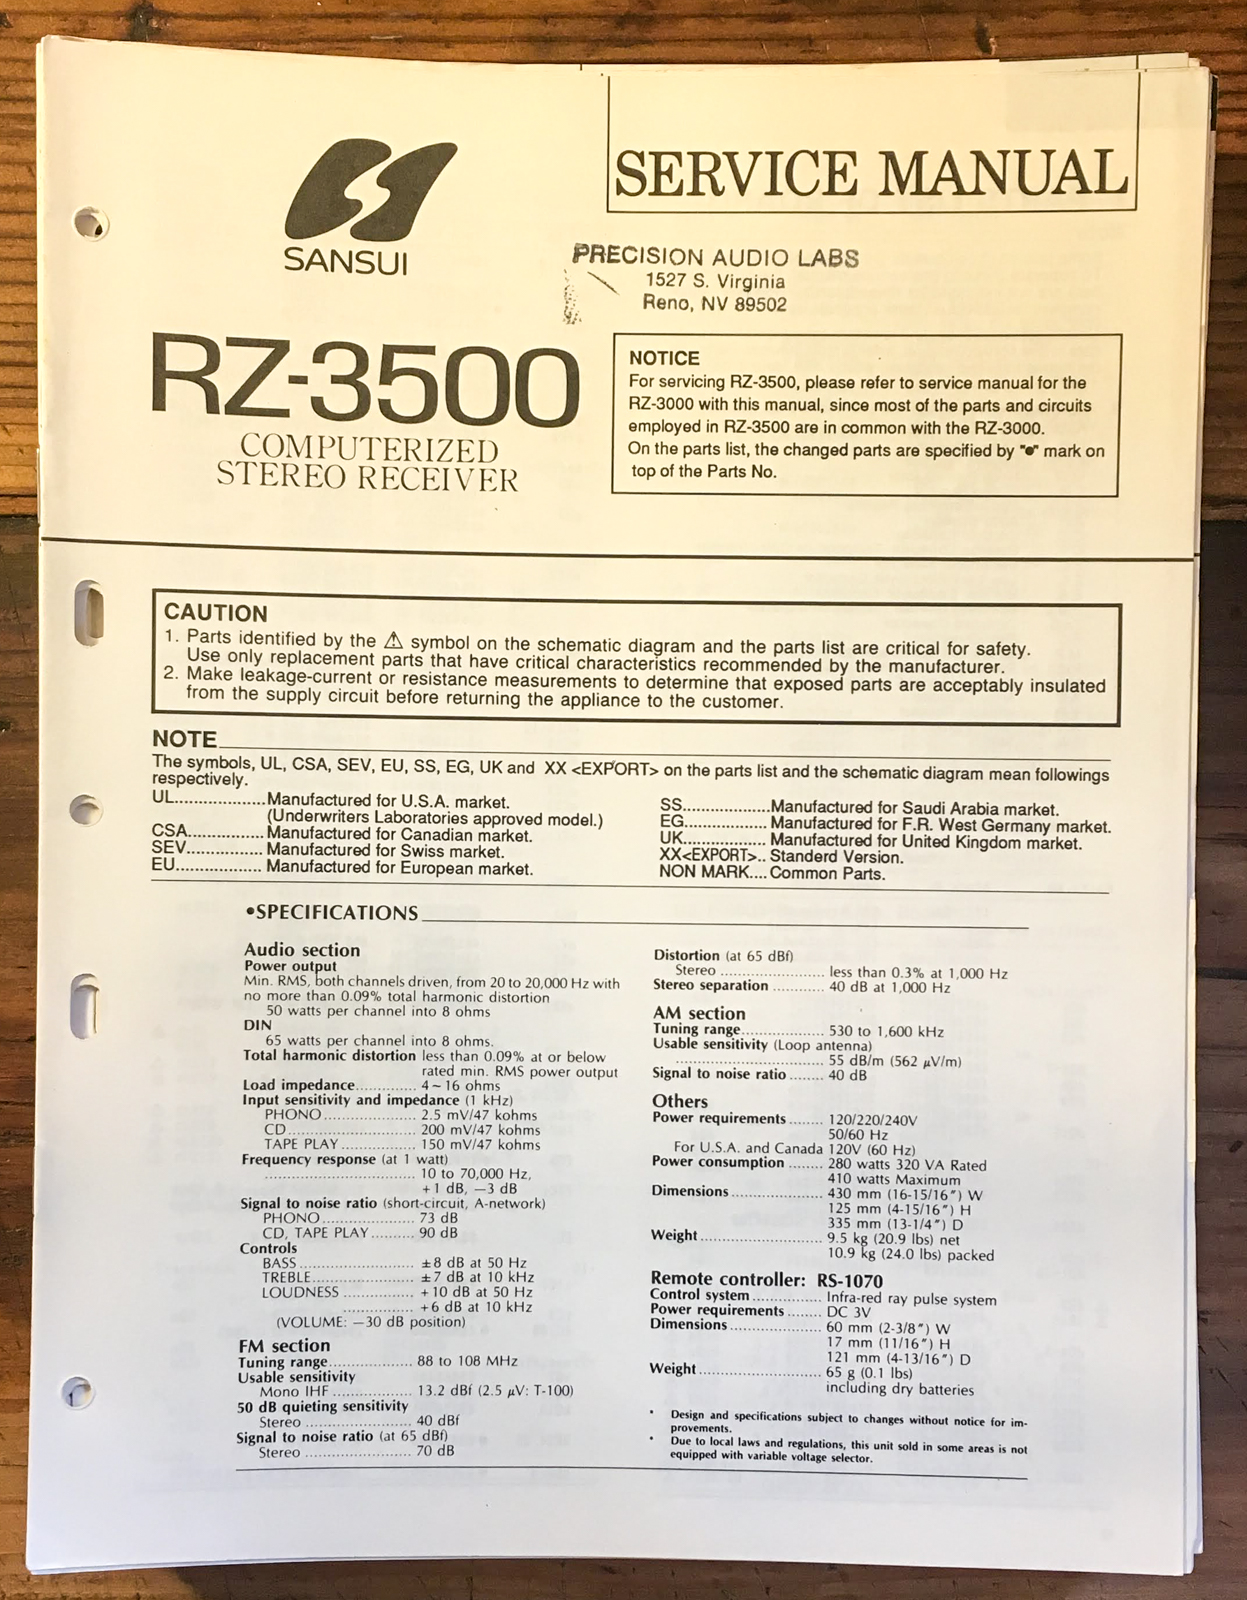 SERVICE MANUAL
SANSUI
PRECISION AUDIO LABS
1527 S. Virginia
Reno, NV 89502
RZ-3500
COMPUTERIZED
STEREO RECEIVER
NOTICE
For servicing RZ-3500, please refer to service manual for the
RZ-3000 with this manual, since most of the parts and circuits
employed in RZ-3500 are in common with the RZ-3000.
On the parts list, the changed parts are specified by "●" mark on
top of the Parts No.
CAUTION
1. Parts identified by the ⚠ symbol on the schematic diagram and the parts list are critical for safety.
Use only replacement parts that have critical characteristics recommended by the manufacturer.
2. Make leakage-current or resistance measurements to determine that exposed parts are acceptably insulated
from the supply circuit before returning the appliance to the customer.
NOTE
The symbols, UL, CSA, SEV, EU, SS, EG, UK and XX <EXPORT> on the parts list and the schematic diagram mean followings
respectively.
UL...................Manufactured for U.S.A. market.
(Underwriters Laboratories approved model.)
CSA................Manufactured for Canadian market.
SEV................Manufactured for Swiss market.
EU..................Manufactured for European market.
SS...................Manufactured for Saudi Arabia market.
EG..................Manufactured for F.R. West Germany market.
UK..................Manufactured for United Kingdom market.
XX<EXPORT>.. Standerd Version.
NON MARK.... Common Parts.
•SPECIFICATIONS
Audio section
Power output
Min. RMS, both channels driven, from 20 to 20,000 Hz with
no more than 0.09% total harmonic distortion
50 watts per channel into 8 ohms
DIN
65 watts per channel into 8 ohms.
Total harmonic distortion less than 0.09% at or below
rated min. RMS power output
Load impedance............. 4~16 ohms
Input sensitivity and impedance (1 kHz)
PHONO.................... 2.5 mV/47 kohms
CD............................ 200 mV/47 kohms
TAPE PLAY................ 150 mV/47 kohms
Frequency response (at 1 watt)
................................. 10 to 70,000 Hz,
+1 dB, −3 dB
Signal to noise ratio (short-circuit, A-network)
PHONO.................... 73 dB
CD, TAPE PLAY.......... 90 dB
Controls
BASS......................... ±8 dB at 50 Hz
TREBLE...................... ±7 dB at 10 kHz
LOUDNESS ............... +10 dB at 50 Hz
............... +6 dB at 10 kHz
(VOLUME: −30 dB position)
FM section
Tuning range.................. 88 to 108 MHz
Usable sensitivity
Mono IHF ................. 13.2 dBf (2.5 μV: T-100)
50 dB quieting sensitivity
Stereo ....................... 40 dBf
Signal to noise ratio (at 65 dBf)
Stereo ....................... 70 dB
Distortion (at 65 dBf)
Stereo ....................... less than 0.3% at 1,000 Hz
Stereo separation ............ 40 dB at 1,000 Hz
AM section
Tuning range.................. 530 to 1,600 kHz
Usable sensitivity (Loop antenna)
................................. 55 dB/m (562 μV/m)
Signal to noise ratio ........ 40 dB
Others
Power requirements ........ 120/220/240V
50/60 Hz
For U.S.A. and Canada 120V (60 Hz)
Power consumption ........ 280 watts 320 VA Rated
410 watts Maximum
Dimensions.................... 430 mm (16-15/16″) W
125 mm (4-15/16″) H
335 mm (13-1/4″) D
Weight........................... 9.5 kg (20.9 lbs) net
10.9 kg (24.0 lbs) packed
Remote controller: RS-1070
Control system ............... Infra-red ray pulse system
Power requirements ........ DC 3V
Dimensions.................... 60 mm (2-3/8″) W
17 mm (11/16″) H
121 mm (4-13/16″) D
Weight........................... 65 g (0.1 lbs)
including dry batteries
* Design and specifications subject to changes without notice for im-
provements.
* Due to local laws and regulations, this unit sold in some areas is not
equipped with variable voltage selector.